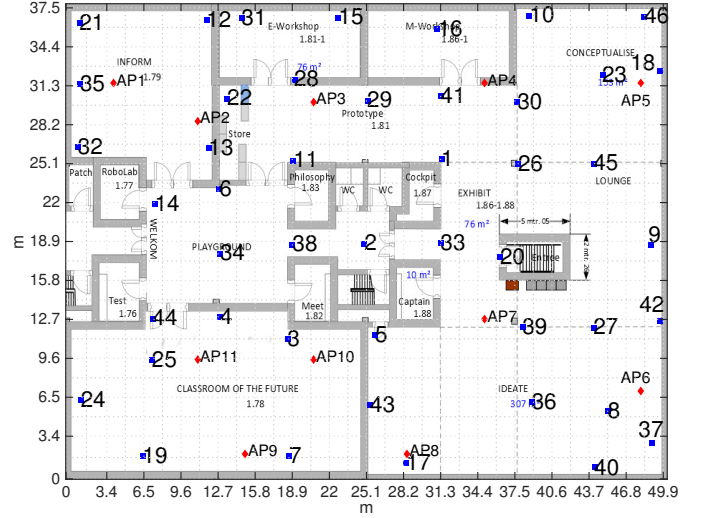 37.5
34.4
31.3
28.2
25.1
22
18.9
15.8
12.7
9.6
6.5
3.4
0
m
0 3.4 6.5 9.6 12.7 15.8 18.9 22 25.1 28.2 31.3 34.4 37.5 40.6 43.7 46.8 49.9
m
21 12 31 15 16 10 46
E-Workshop
1.81-1
M-Workshop
1.86-1
CONCEPTUALISE
INFORM
1.79
76 m²
153 m²
35 AP1 28 AP4 23 18
22 AP3 29 41 30 AP5
AP2
Prototype
1.81
Store
32 13 11 1 26 45
Patch
RoboLab
1.77
6
Philosophy
1.83
WC
WC
Cockpit
1.87
LOUNGE
EXHIBIT
1.86-1.88
76 m²
14
WELKOM
PLAYGROUND
34 38 2 33 20 9
5 mtr. 05
2 mtr. 26
Entree
10 m²
Test
1.76
Meet
1.82
Captain
1.88
44 4 3 5 AP7 39 27 42
25 AP11 AP10
CLASSROOM OF THE FUTURE
1.78
IDEATE
307 m²
AP6
24 43 36 8
37
19 AP9 7 AP8 17 40